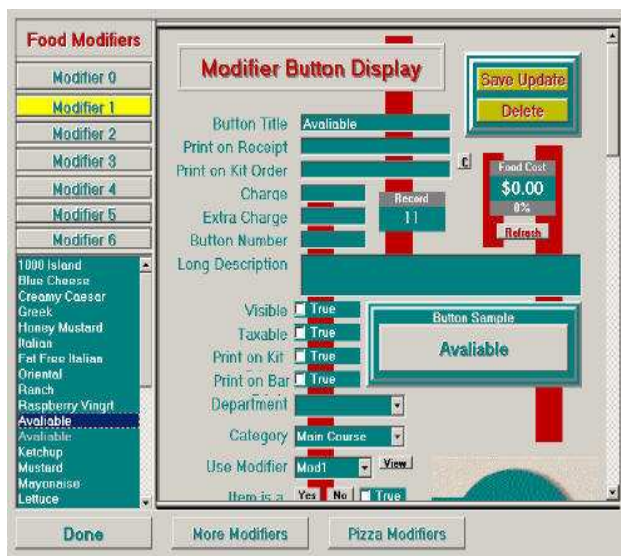 Food Modifiers
Modifier 0
Modifier 1
Modifier 2
Modifier 3
Modifier 4
Modifier 5
Modifier 6
1000 Island
Blue Cheese
Creamy Caesar
Greek
Honey Mustard
Italian
Fat Free Italian
Oriental
Ranch
Raspberry Vingrt
Avaliable
Avaliable
Ketchup
Mustard
Mayonaise
Lettuce
Modifier Button Display
Save Update
Delete
Button Title Avaliable
Print on Receipt
Print on Kit Order C
Charge
Extra Charge
Button Number
Record
11
Food Cost
$0.00
0%
Refresh
Long Description
Visible True
Taxable True
Print on Kit True
Print on Bar True
Button Sample
Avaliable
Department
Category Main Course
Use Modifier Mod1 View
Item is a Yes No True
Done
More Modifiers
Pizza Modifiers